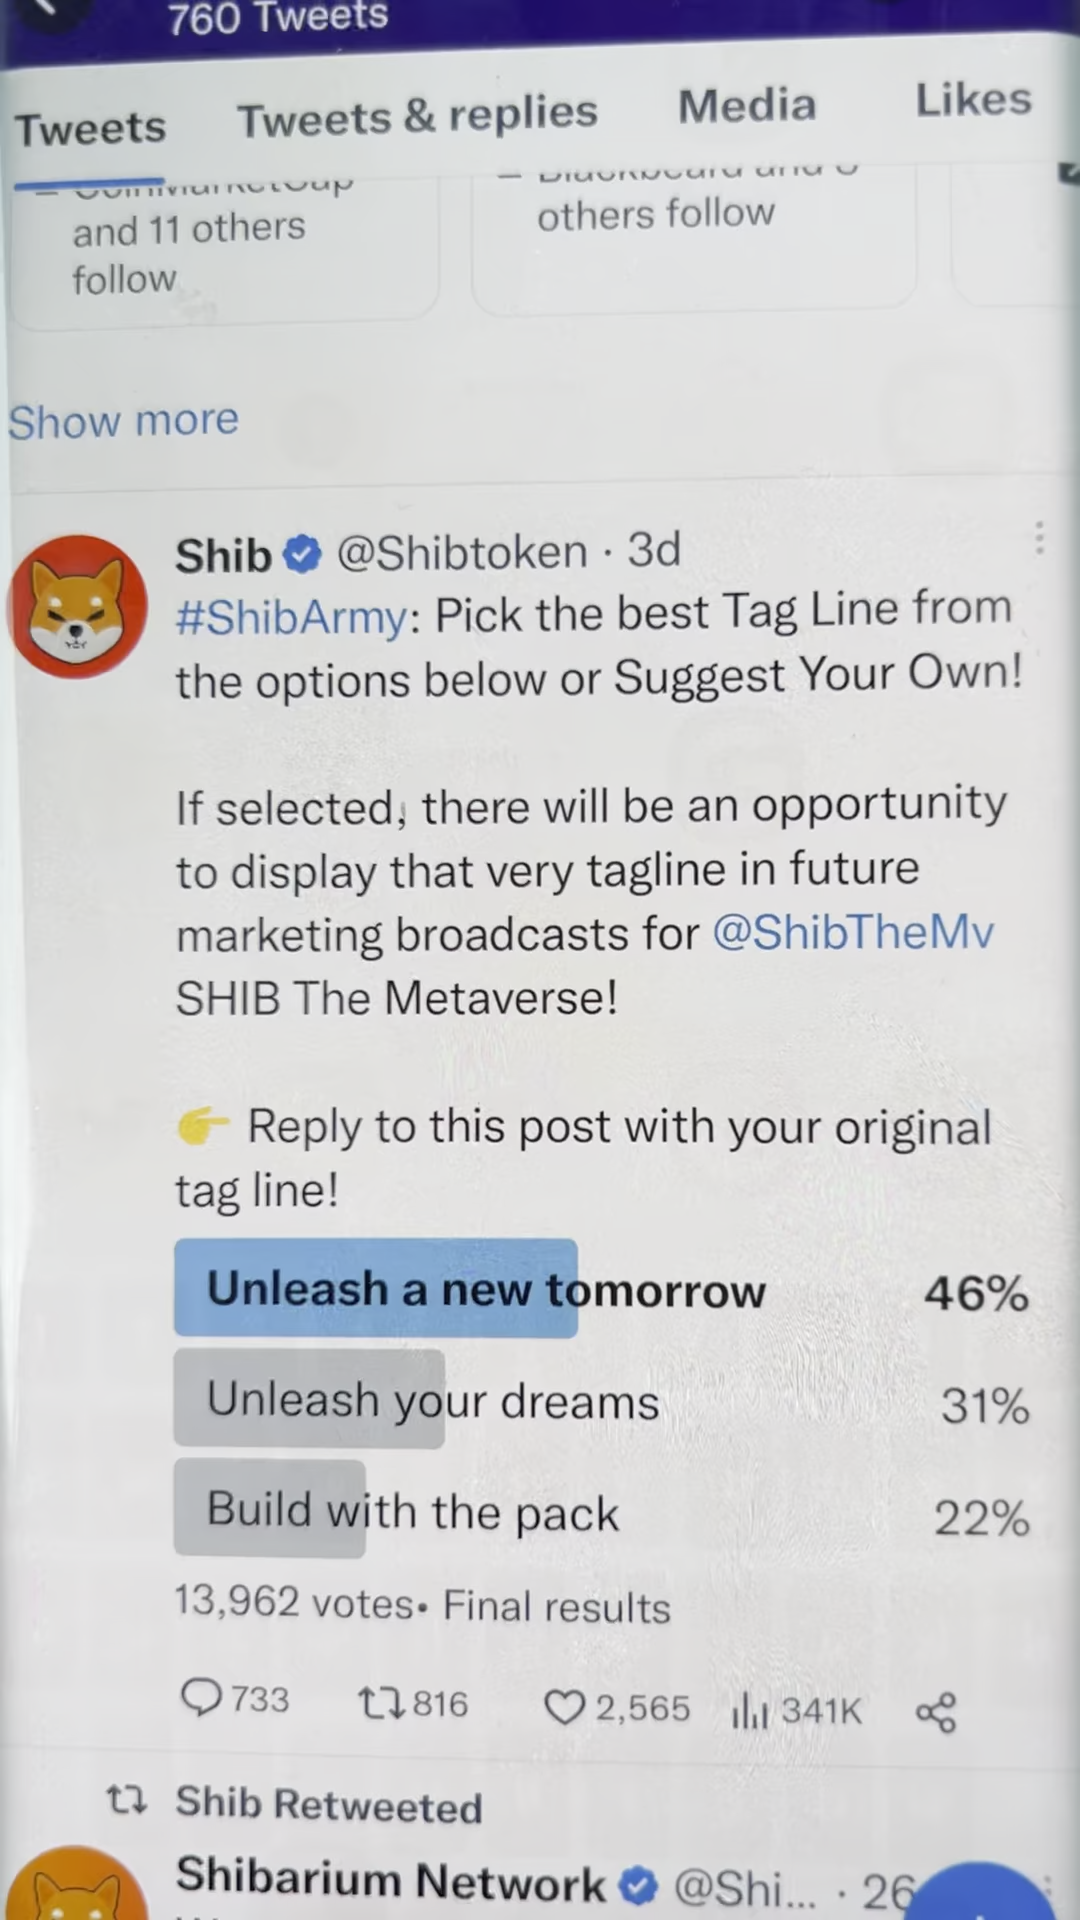 760 Tweets
Tweets Tweets & replies Media Likes
CoinMarketCap
and 11 others
follow
Blackbeard and
others follow
Show more
Shib @Shibtoken · 3d
#ShibArmy: Pick the best Tag Line from
the options below or Suggest Your Own!
If selected, there will be an opportunity
to display that very tagline in future
marketing broadcasts for @ShibTheMv
SHIB The Metaverse!
👉 Reply to this post with your original
tag line!
Unleash a new tomorrow 46%
Unleash your dreams 31%
Build with the pack 22%
13,962 votes• Final results
733 816 2,565 341K
Shib Retweeted
Shibarium Network @Shi... · 26